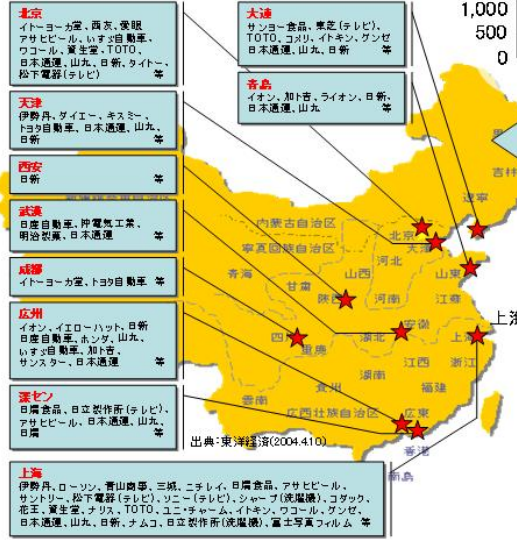 北京
イトーヨーカ堂、西友、愛眼
アサヒビール、いすゞ自動車、
ワコール、資生堂、TOTO、
日本通運、山九、日新、タイトー、
松下電器(テレビ) 等
大連
サンヨー食品、東芝(テレビ)、
TOTO、コメリ、イトキン、グンゼ
日本通運、山九、日新 等
1,000
500
0
青島
イオン、加ト吉、ライオン、日新、
日本通運、山九 等
天津
伊勢丹、ダイエー、キスミー、
トヨタ自動車、日本通運、山九、
日新 等
西安
日新 等
武漢
日産自動車、沖電気工業、
明治製菓、日本通運 等
成都
イトーヨーカ堂、トヨタ自動車 等
広州
イオン、イエローハット、日新
日産自動車、ホンダ、山九、
いすゞ自動車、加ト吉、
サンスター、日本通運 等
深セン
日清食品、日立製作所(テレビ)、
アサヒビール、日本通運、山九、
日清 等
上海
伊勢丹、ローソン、青山商事、三城、ニチレイ、日清食品、アサヒビール、
サントリー、松下電器(テレビ)、ソニー(テレビ)、シャープ(洗濯機)、コダック、
花王、資生堂、ナリス、TOTO、ユニ・チャーム、イトキン、ワコール、グンゼ、
日本通運、山九、日新、ナムコ、日立製作所(洗濯機)、富士写真フィルム 等
吉林
遼寧
内蒙古自治区
北京
天津
寧夏回族自治区
河北
山西
山東
青海
甘粛
陝西
河南
江蘇
四川
重慶
湖北
安徽
上海
上海
浙江
江西
湖南
貴州
福建
雲南
広西壮族自治区
広東
香港
出典:東洋経済(2004.4.10)